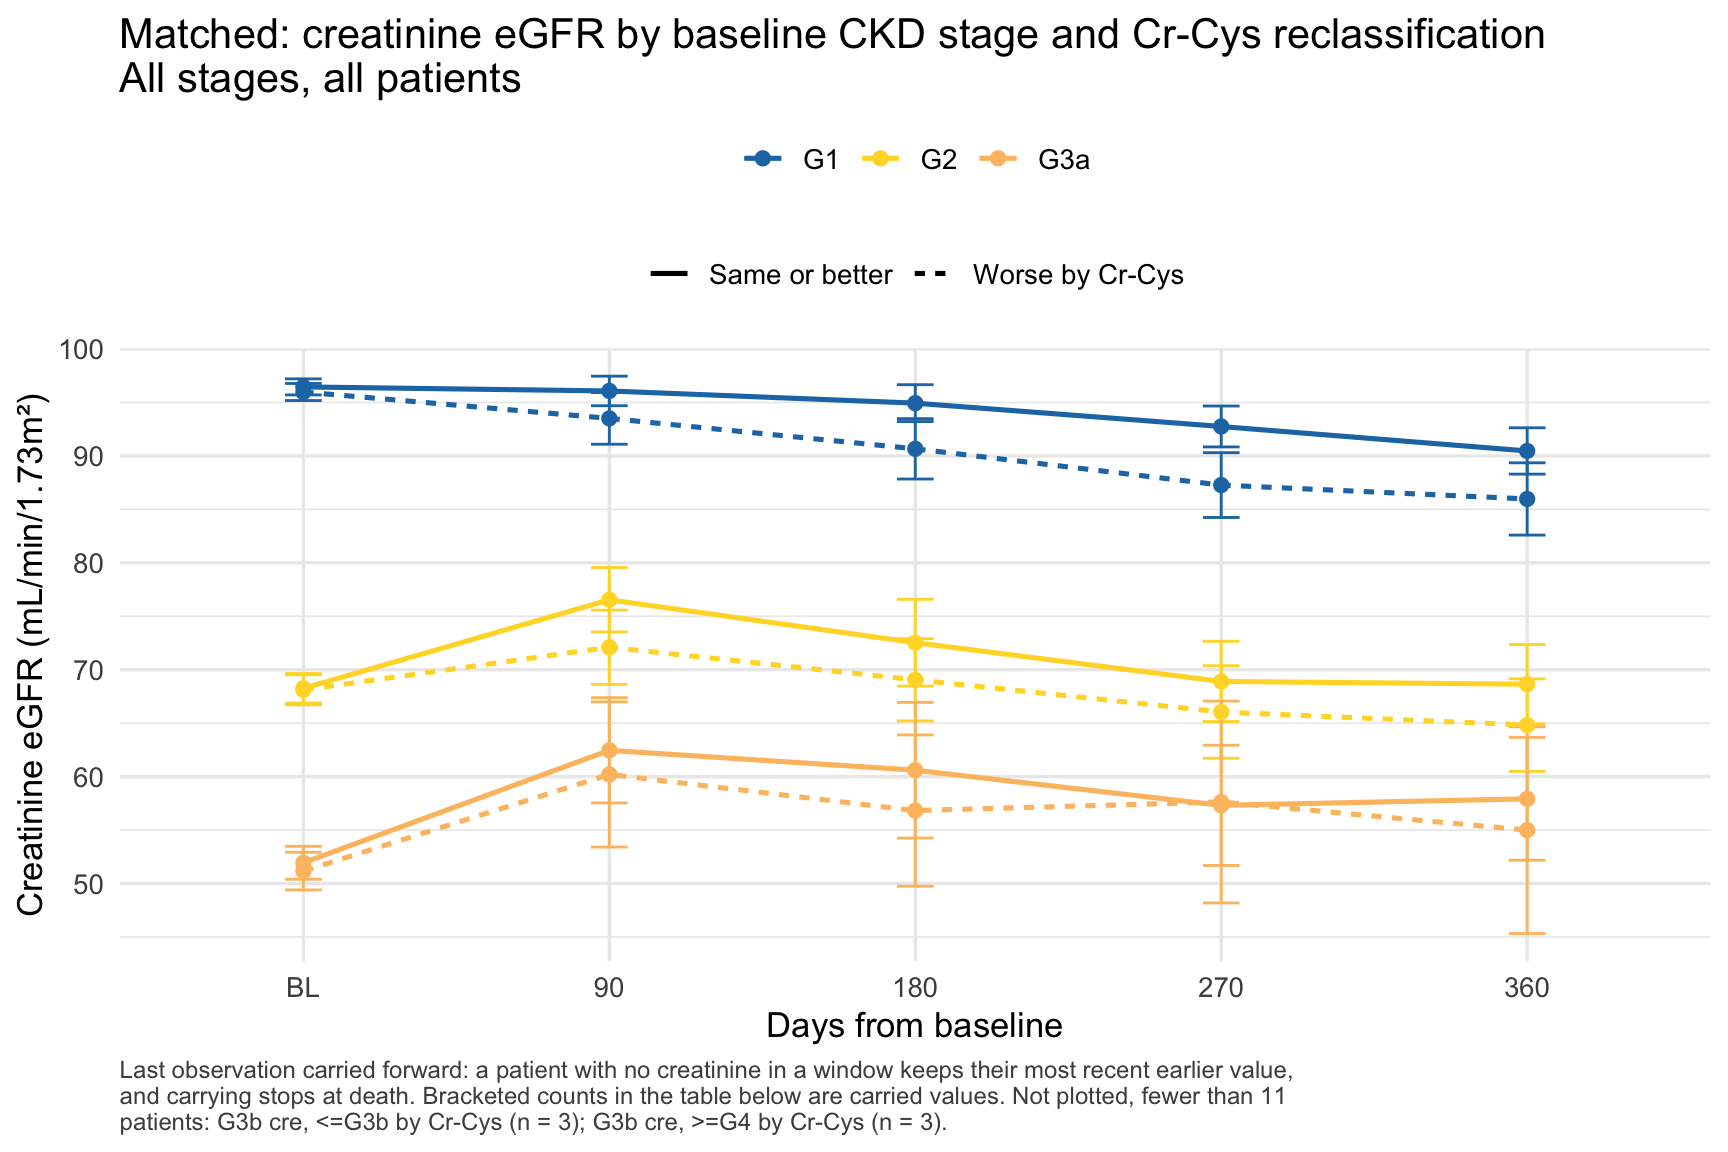 Matched: creatinine eGFR by baseline CKD stage and Cr-Cys reclassification
All stages, all patients
G1 G2 G3a
Same or better Worse by Cr-Cys
Creatinine eGFR (mL/min/1.73m²)
100
90
80
70
60
50
BL 90 180 270 360
Days from baseline
Last observation carried forward: a patient with no creatinine in a window keeps their most recent earlier value,
and carrying stops at death. Bracketed counts in the table below are carried values. Not plotted, fewer than 11
patients: G3b cre, <=G3b by Cr-Cys (n = 3); G3b cre, >=G4 by Cr-Cys (n = 3).